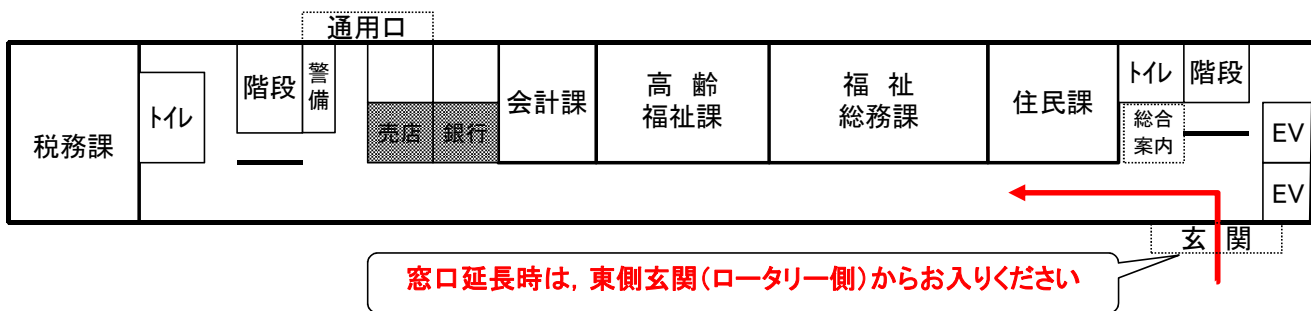 通用口
税務課
トイレ
階段
警備
売店
銀行
会計課
高 齢
福祉課
福 祉
総務課
住民課
トイレ
階段
総合
案内
EV
EV
玄 関
窓口延長時は，東側玄関（ロータリー側）からお入りください